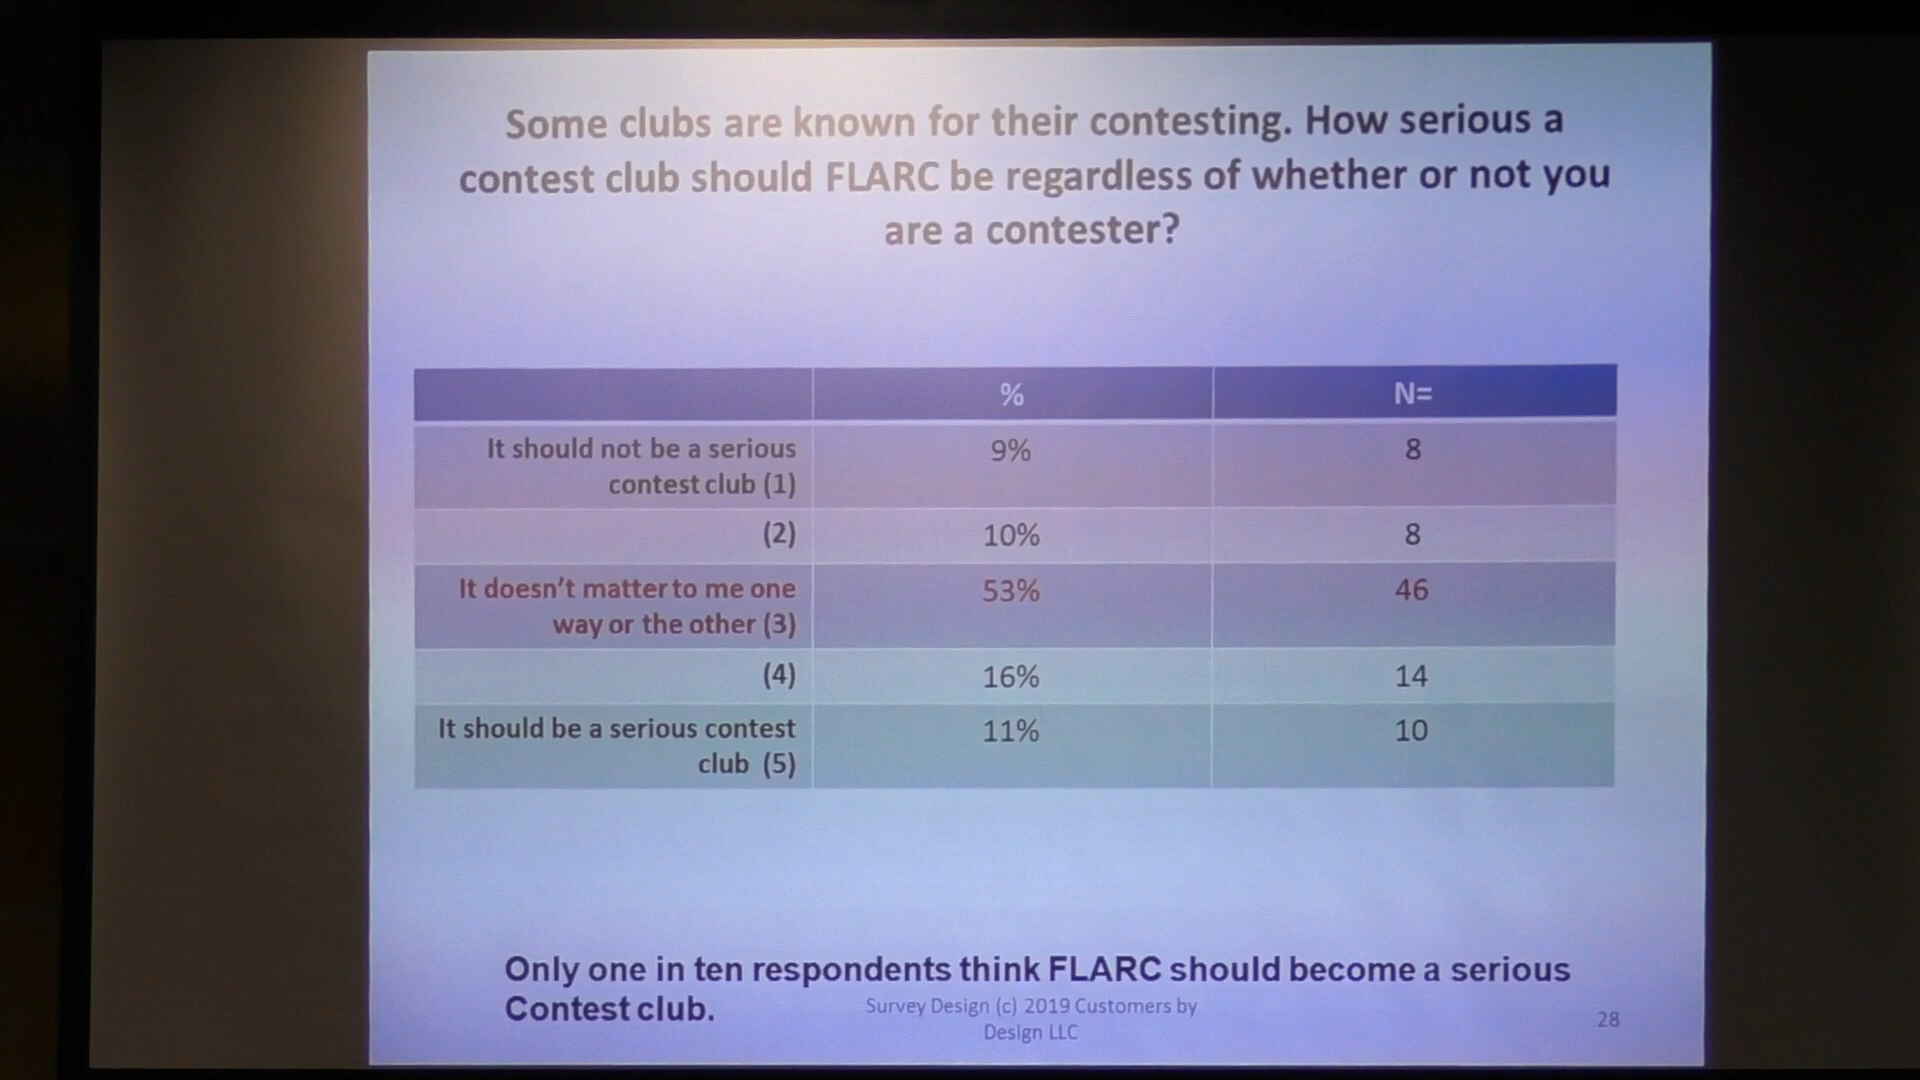 Some clubs are known for their contesting. How serious a
contest club should FLARC be regardless of whether or not you
are a contester?
% N=
It should not be a serious
contest club (1) 9% 8
(2) 10% 8
It doesn't matter to me one
way or the other (3) 53% 46
(4) 16% 14
It should be a serious contest
club (5) 11% 10
Only one in ten respondents think FLARC should become a serious
Contest club.
Survey Design (c) 2019 Customers by
Design LLC
28